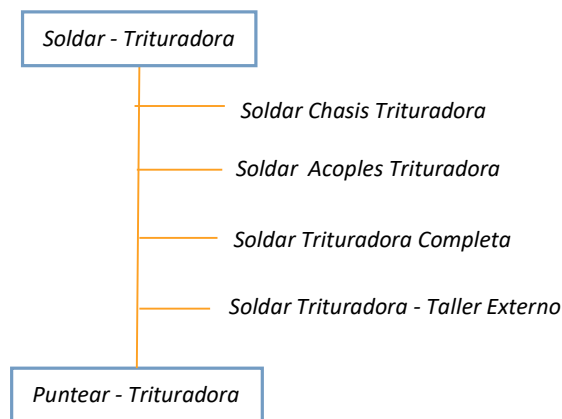 Soldar - Trituradora
Soldar Chasis Trituradora
Soldar Acoples Trituradora
Soldar Trituradora Completa
Soldar Trituradora - Taller Externo
Puntear - Trituradora